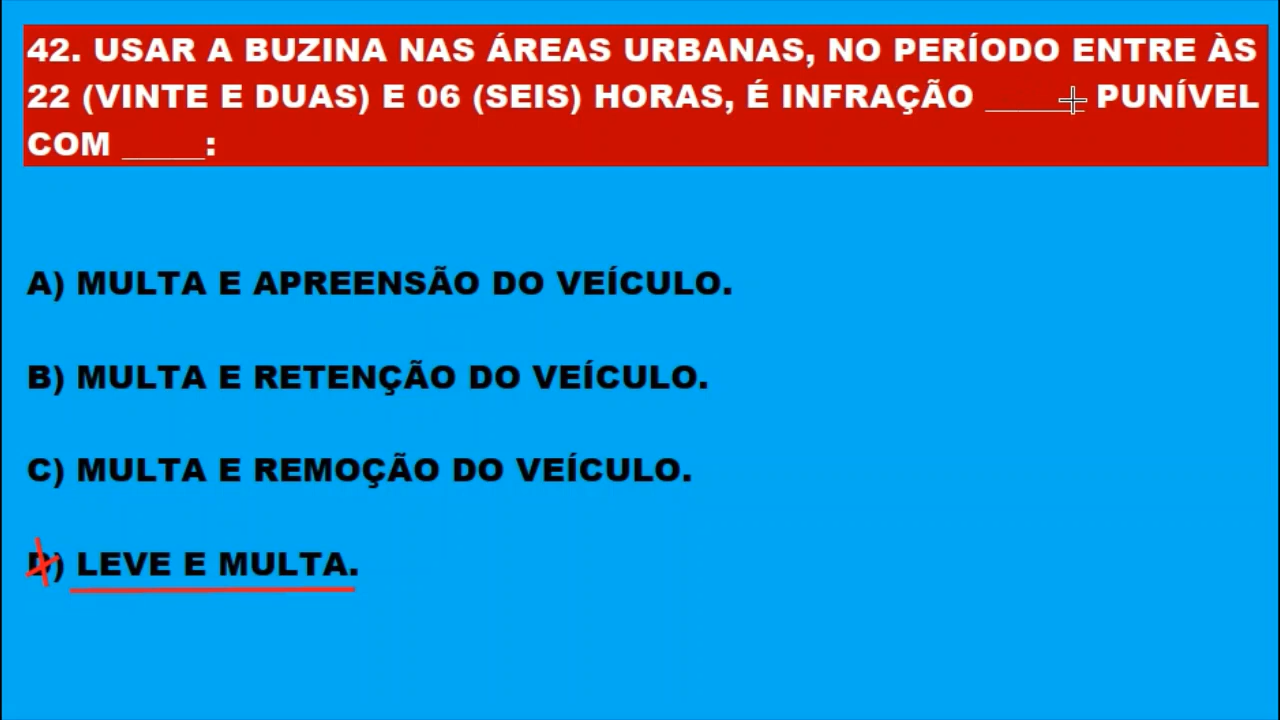 42. USAR A BUZINA NAS ÁREAS URBANAS, NO PERÍODO ENTRE ÀS
22 (VINTE E DUAS) E 06 (SEIS) HORAS, É INFRAÇÃO ______ PUNÍVEL
COM _____:
A) MULTA E APREENSÃO DO VEÍCULO.
B) MULTA E RETENÇÃO DO VEÍCULO.
C) MULTA E REMOÇÃO DO VEÍCULO.
D) LEVE E MULTA.